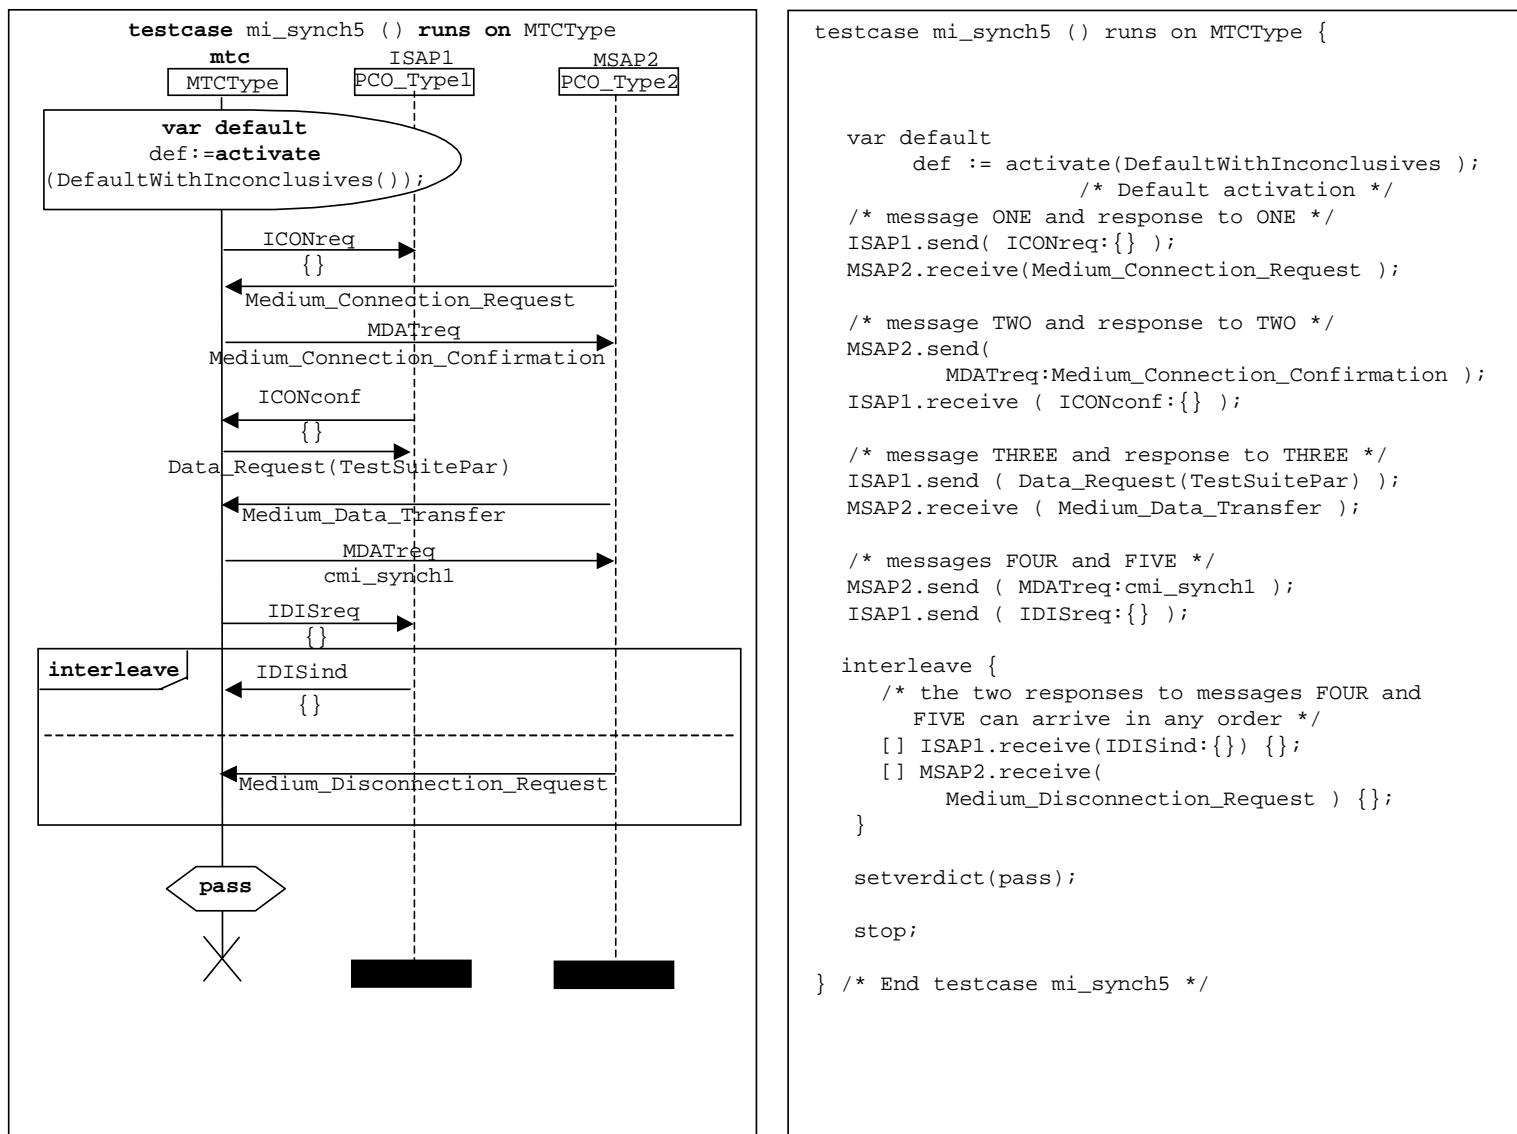 testcase mi_synch5 () runs on MTCType
mtc
ISAP1
MSAP2
MTCType
PCO_Type1
PCO_Type2
var default
def:=activate
(DefaultWithInconclusives());
ICONreq
{}
Medium_Connection_Request
MDATreq
Medium_Connection_Confirmation
ICONconf
{}
Data_Request(TestSuitePar)
Medium_Data_Transfer
MDATreq
cmi_synch1
IDISreq
{}
interleave
IDISind
{}
Medium_Disconnection_Request
pass
testcase mi_synch5 () runs on MTCType {
var default
def := activate(DefaultWithInconclusives );
/* Default activation */
/* message ONE and response to ONE */
ISAP1.send( ICONreq:{} );
MSAP2.receive(Medium_Connection_Request );
/* message TWO and response to TWO */
MSAP2.send(
MDATreq:Medium_Connection_Confirmation );
ISAP1.receive ( ICONconf:{} );
/* message THREE and response to THREE */
ISAP1.send ( Data_Request(TestSuitePar) );
MSAP2.receive ( Medium_Data_Transfer );
/* messages FOUR and FIVE */
MSAP2.send ( MDATreq:cmi_synch1 );
ISAP1.send ( IDISreq:{} );
interleave {
/* the two responses to messages FOUR and
FIVE can arrive in any order */
[] ISAP1.receive(IDISind:{}) {};
[] MSAP2.receive(
Medium_Disconnection_Request ) {};
}
setverdict(pass);
stop;
} /* End testcase mi_synch5 */